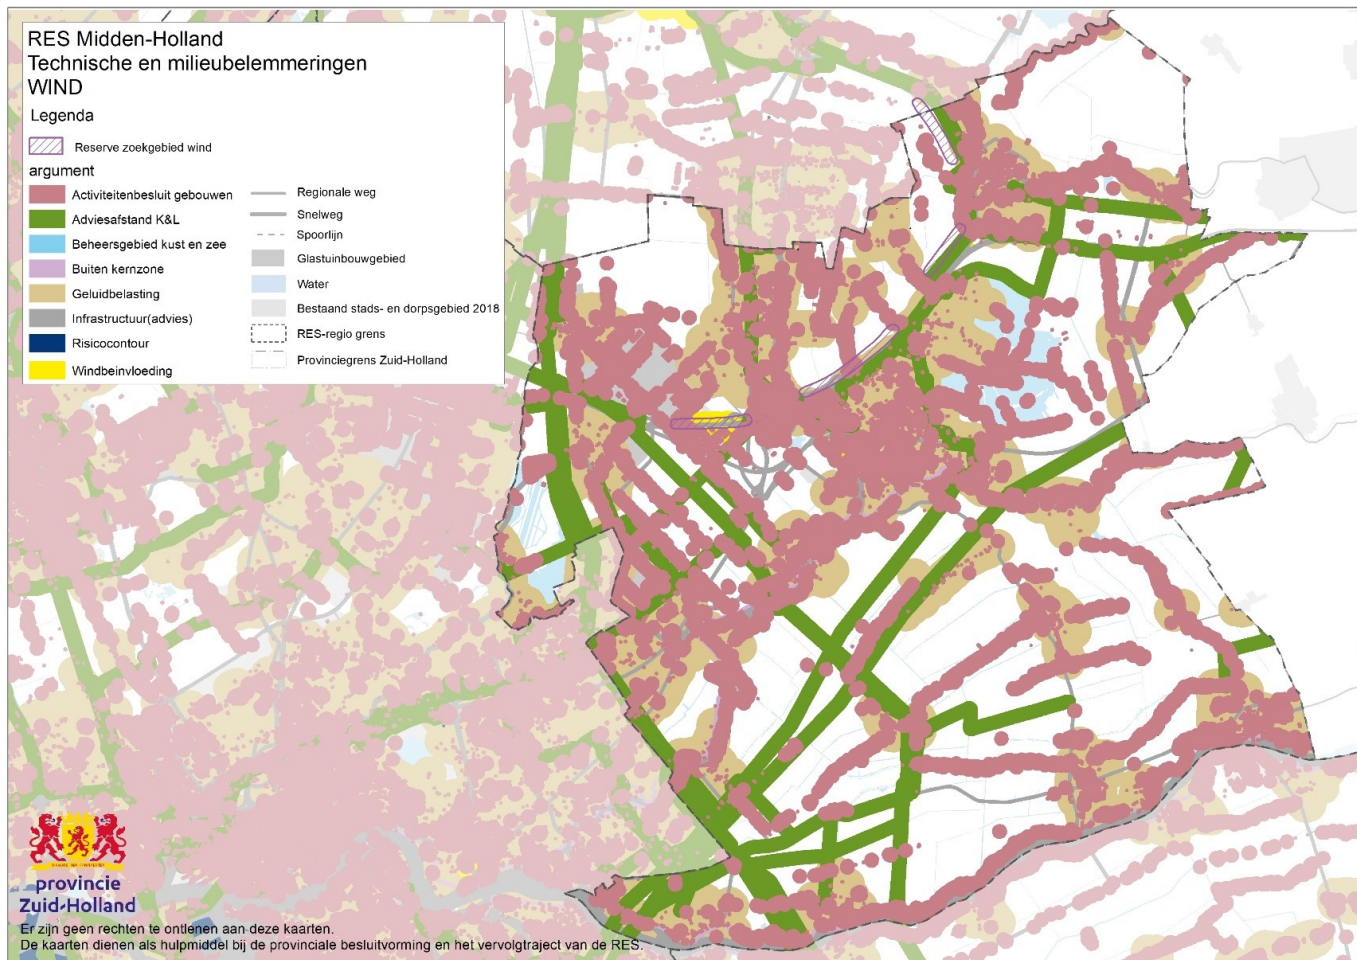 RES Midden-Holland
Technische en milieubelemmeringen
WIND
Legenda
Reserve zoekgebied wind
argument
Activiteitenbesluit gebouwen
Adviesafstand K&L
Beheersgebied kust en zee
Buiten kernzone
Geluidbelasting
Infrastructuur(advies)
Risicocontour
Windbeinvloeding
Regionale weg
Snelweg
Spoorlijn
Glastuinbouwgebied
Water
Bestaand stads- en dorpsgebied 2018
RES-regio grens
Provinciegrens Zuid-Holland
provincie
Zuid-Holland
Er zijn geen rechten te ontlenen aan deze kaarten.
De kaarten dienen als hulpmiddel bij de provinciale besluitvorming en het vervolgtraject van de RES.